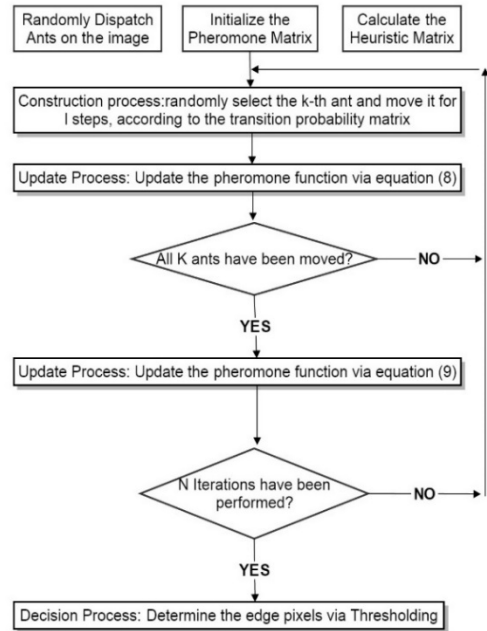 Randomly Dispatch
Ants on the image
Initialize the
Pheromone Matrix
Calculate the
Heuristic Matrix
Construction process:randomly select the k-th ant and move it for
l steps, according to the transition probability matrix
Update Process: Update the pheromone function via equation (8)
All K ants have been moved?
NO
YES
Update Process: Update the pheromone function via equation (9)
N Iterations have been
performed?
NO
YES
Decision Process: Determine the edge pixels via Thresholding